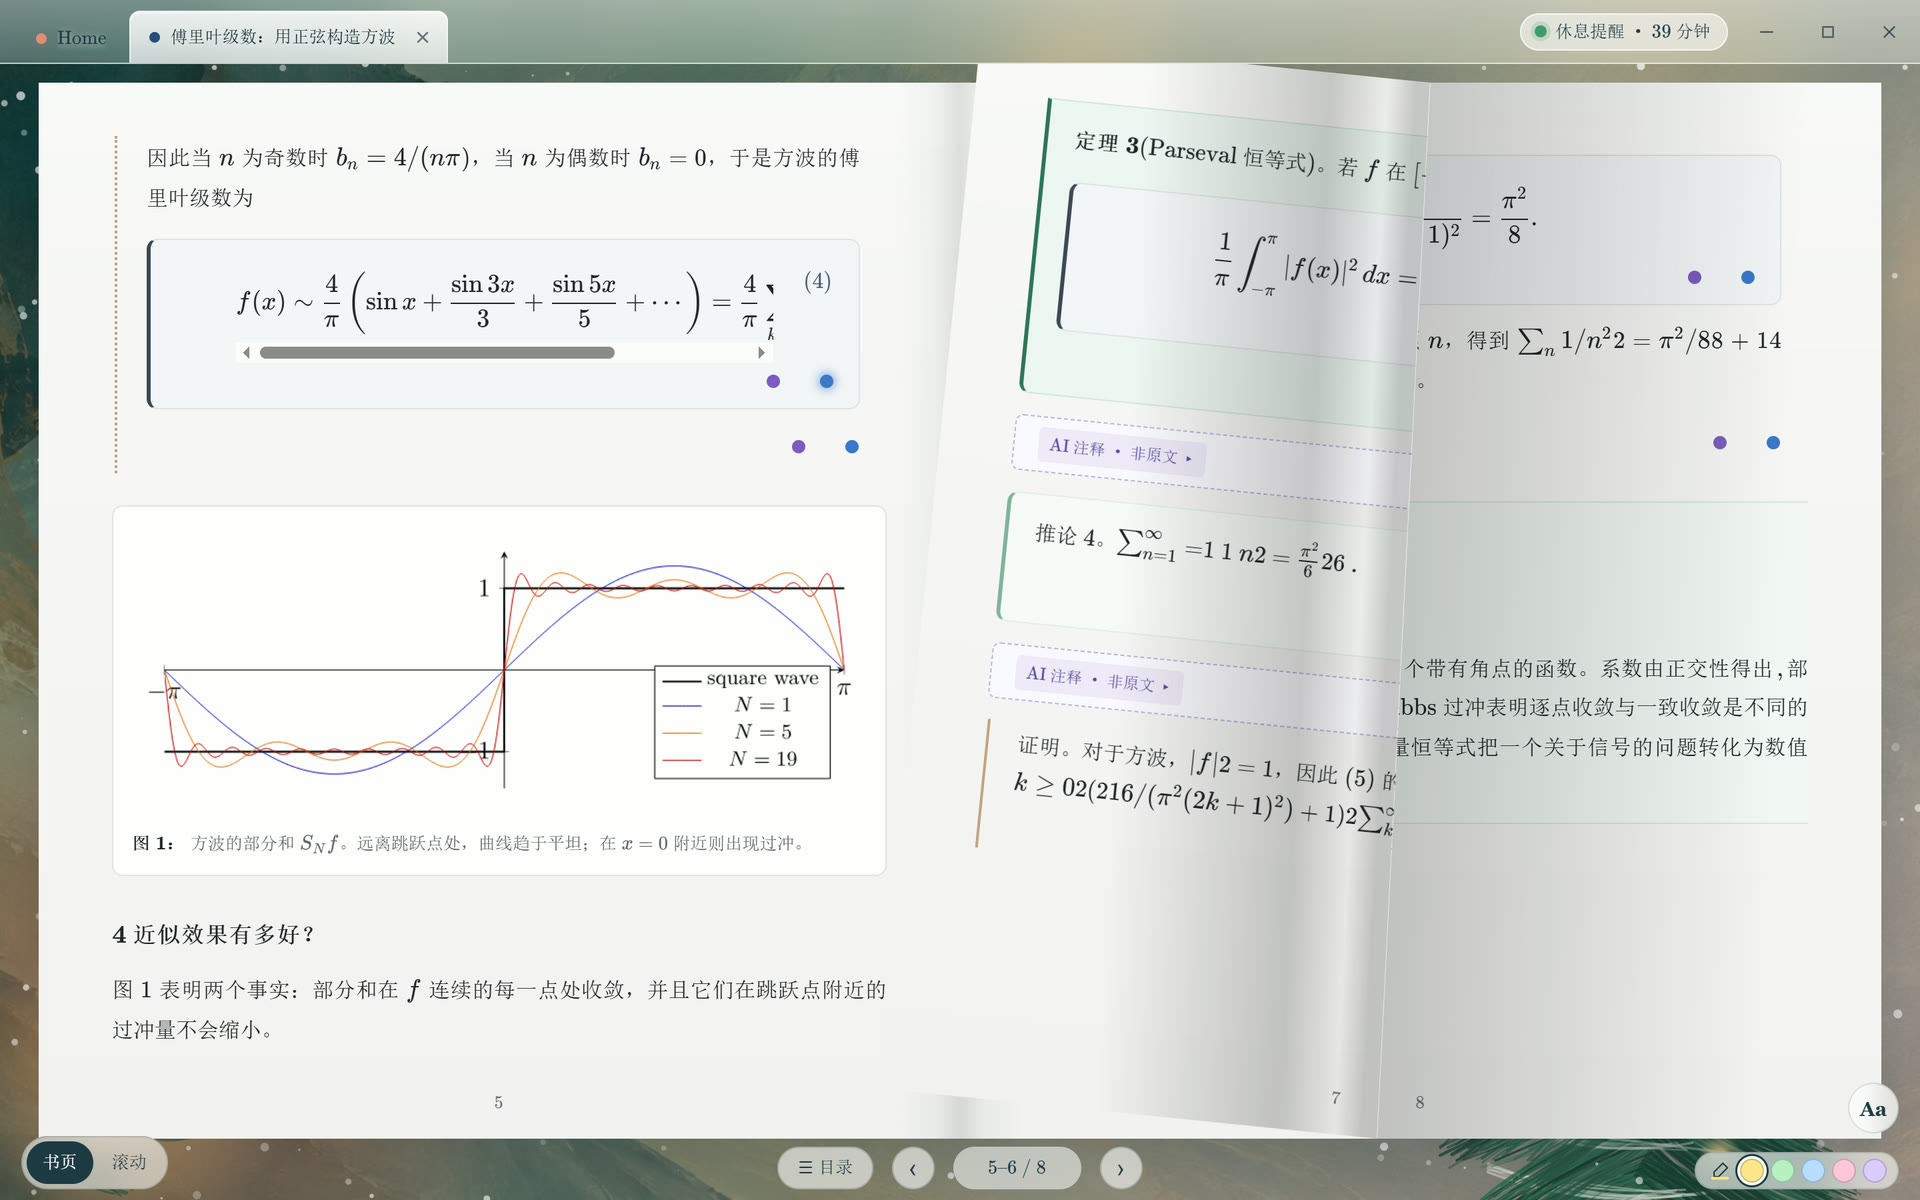 Home
傅里叶级数：用正弦构造方波
休息提醒 • 39 分钟
因此当 n 为奇数时 bₙ = 4/(nπ)，当 n 为偶数时 bₙ = 0，于是方波的傅
里叶级数为
f(x) ∼ 4/π (sin x + sin 3x/3 + sin 5x/5 + ⋯) = 4/π
(4)
1
−π
π
−1
square wave
N = 1
N = 5
N = 19
图 1： 方波的部分和 S_N f。远离跳跃点处，曲线趋于平坦；在 x = 0 附近则出现过冲。
4 近似效果有多好？
图 1 表明两个事实：部分和在 f 连续的每一点处收敛，并且它们在跳跃点附近的
过冲量不会缩小。
5
定理 3(Parseval 恒等式)。若 f 在 [-
1/π ∫_{−π}^{π} |f(x)|² dx =
AI 注释 • 非原文 ▸
推论 4。∑_{n=1}^{∞} =1 1 n2 = π²/6 26 .
AI 注释 • 非原文 ▸
证明。对于方波，|f|2 = 1，因此 (5) 的
k ≥ 02(216/(π²(2k + 1)²) + 1)2∑
7
1)² = π²/8.
n，得到 ∑ₙ 1/n²2 = π²/88 + 14
。
个带有角点的函数。系数由正交性得出,部
bbs 过冲表明逐点收敛与一致收敛是不同的
量恒等式把一个关于信号的问题转化为数值
8
Aa
书页
滚动
☰ 目录
‹
5–6 / 8
›